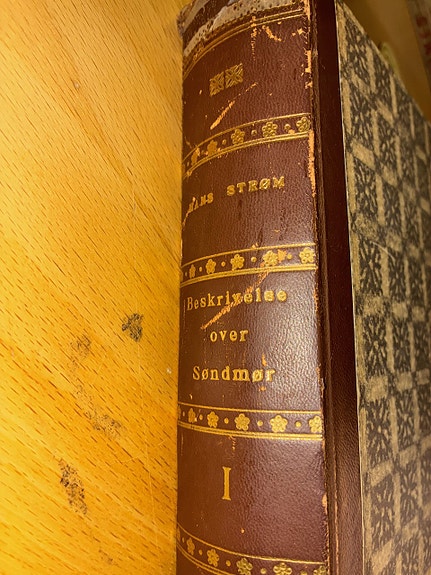 HANS STRØM
Beskrivelse
over
Søndmør
I